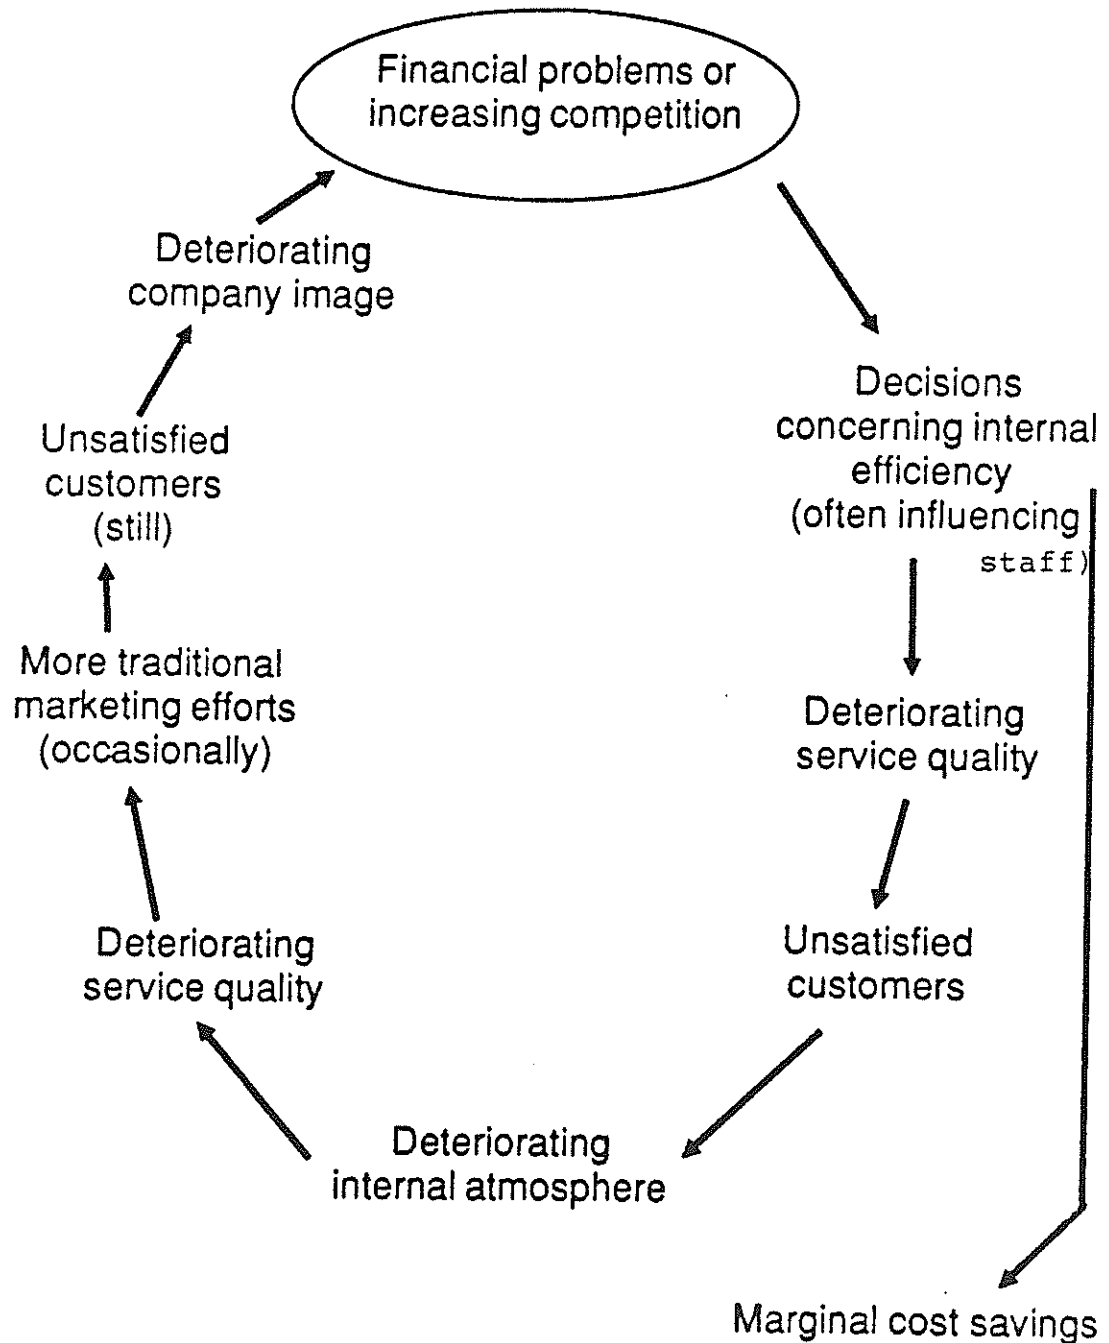 Financial problems or
increasing competition
Decisions
concerning internal
efficiency
(often influencing
staff)
Deteriorating
service quality
Unsatisfied
customers
Deteriorating
internal atmosphere
Deteriorating
service quality
More traditional
marketing efforts
(occasionally)
Unsatisfied
customers
(still)
Deteriorating
company image
Marginal cost savings